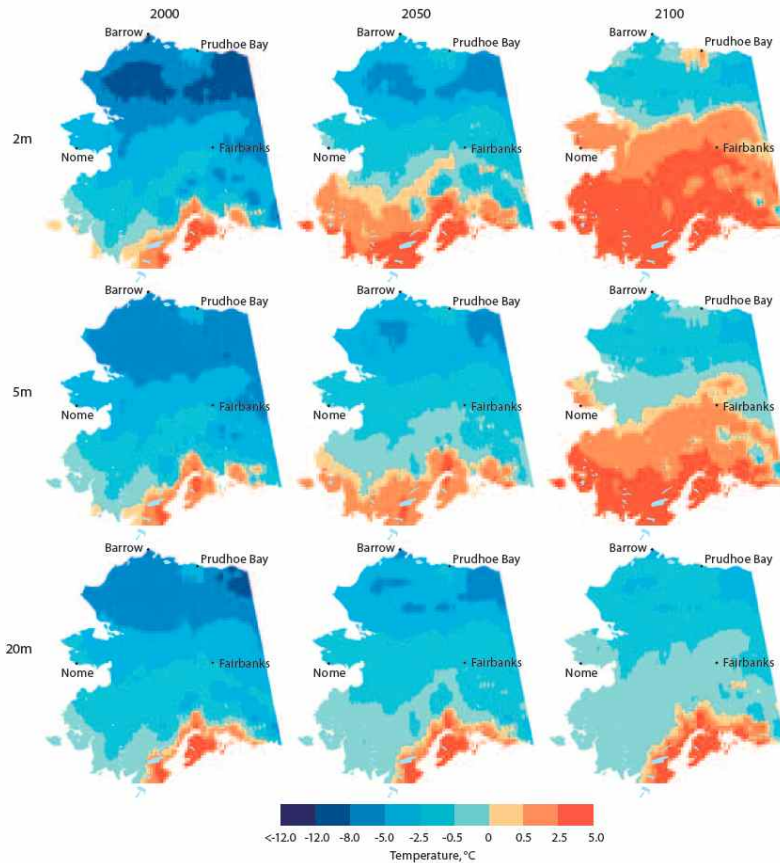 2000 2050 2100
Barrow Prudhoe Bay Barrow Prudhoe Bay Barrow Prudhoe Bay
2m
Nome Fairbanks Nome Fairbanks Nome Fairbanks
Barrow Prudhoe Bay Barrow Prudhoe Bay Barrow Prudhoe Bay
5m
Nome Fairbanks Nome Fairbanks Nome Fairbanks
Barrow Prudhoe Bay Barrow Prudhoe Bay Barrow Prudhoe Bay
20m
Nome Fairbanks Nome Fairbanks Nome Fairbanks
<-12.0 -12.0 -8.0 -5.0 -2.5 -0.5 0 0.5 2.5 5.0
Temperature, °C